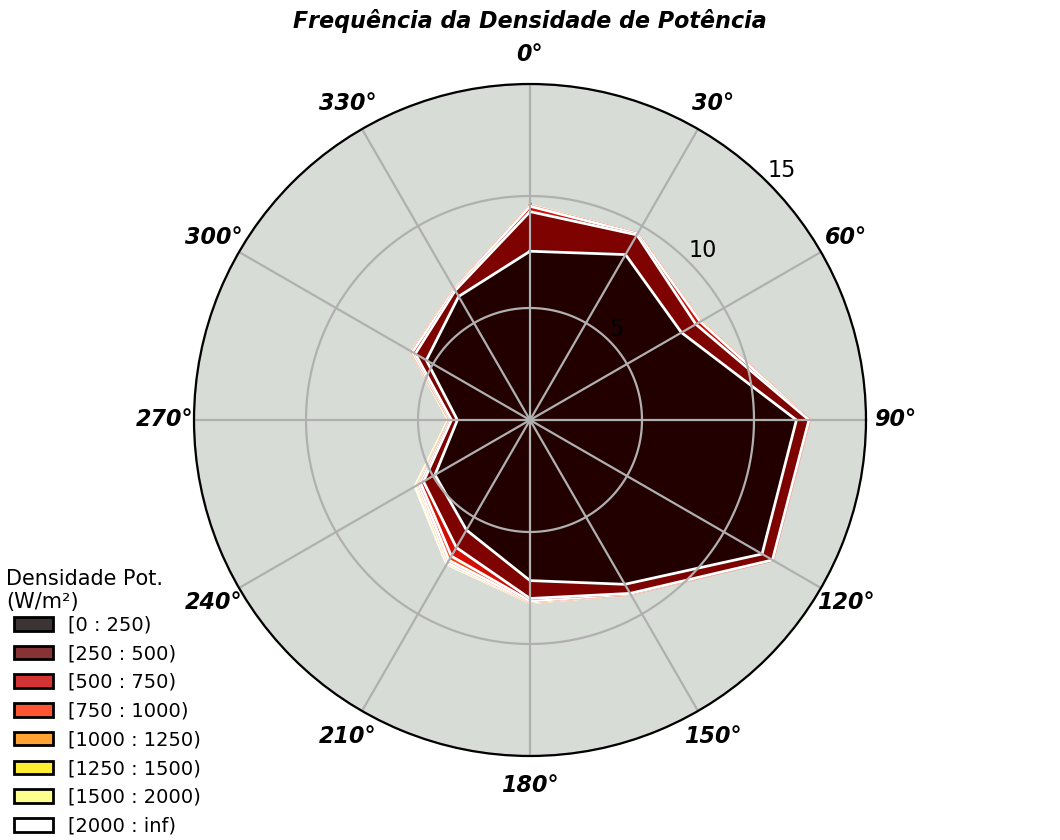 Frequência da Densidade de Potência
0°
330°
30°
15
300°
60°
10
5
270°
90°
240°
120°
210°
150°
180°
Densidade Pot.
(W/m²)
[0 : 250)
[250 : 500)
[500 : 750)
[750 : 1000)
[1000 : 1250)
[1250 : 1500)
[1500 : 2000)
[2000 : inf)